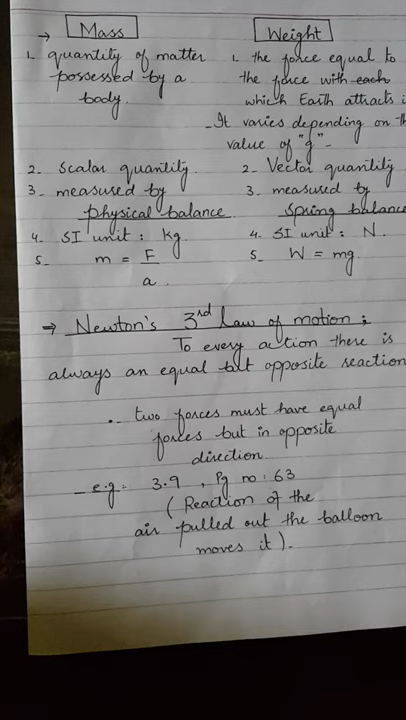 → Mass
1. quantity of matter
possessed by a
body.
Weight
1. the force equal to
the force with each
which Earth attracts
- It varies depending on
value of "g" -
2. Scalar quantity.
2. Vector quantity
3. measured by
physical balance
3. measured by
Spring balance
4. SI unit : kg
4. SI unit : N.
5. m = F
a.
5. W = mg
→ Newton's 3rd Law of motion ;
To every action there is
always an equal but opposite reaction
•- two forces must have equal
forces but in opposite
direction.
- e.g: 3.9, Pg no: 63
( Reaction of the
air pulled out the balloon
moves it ).